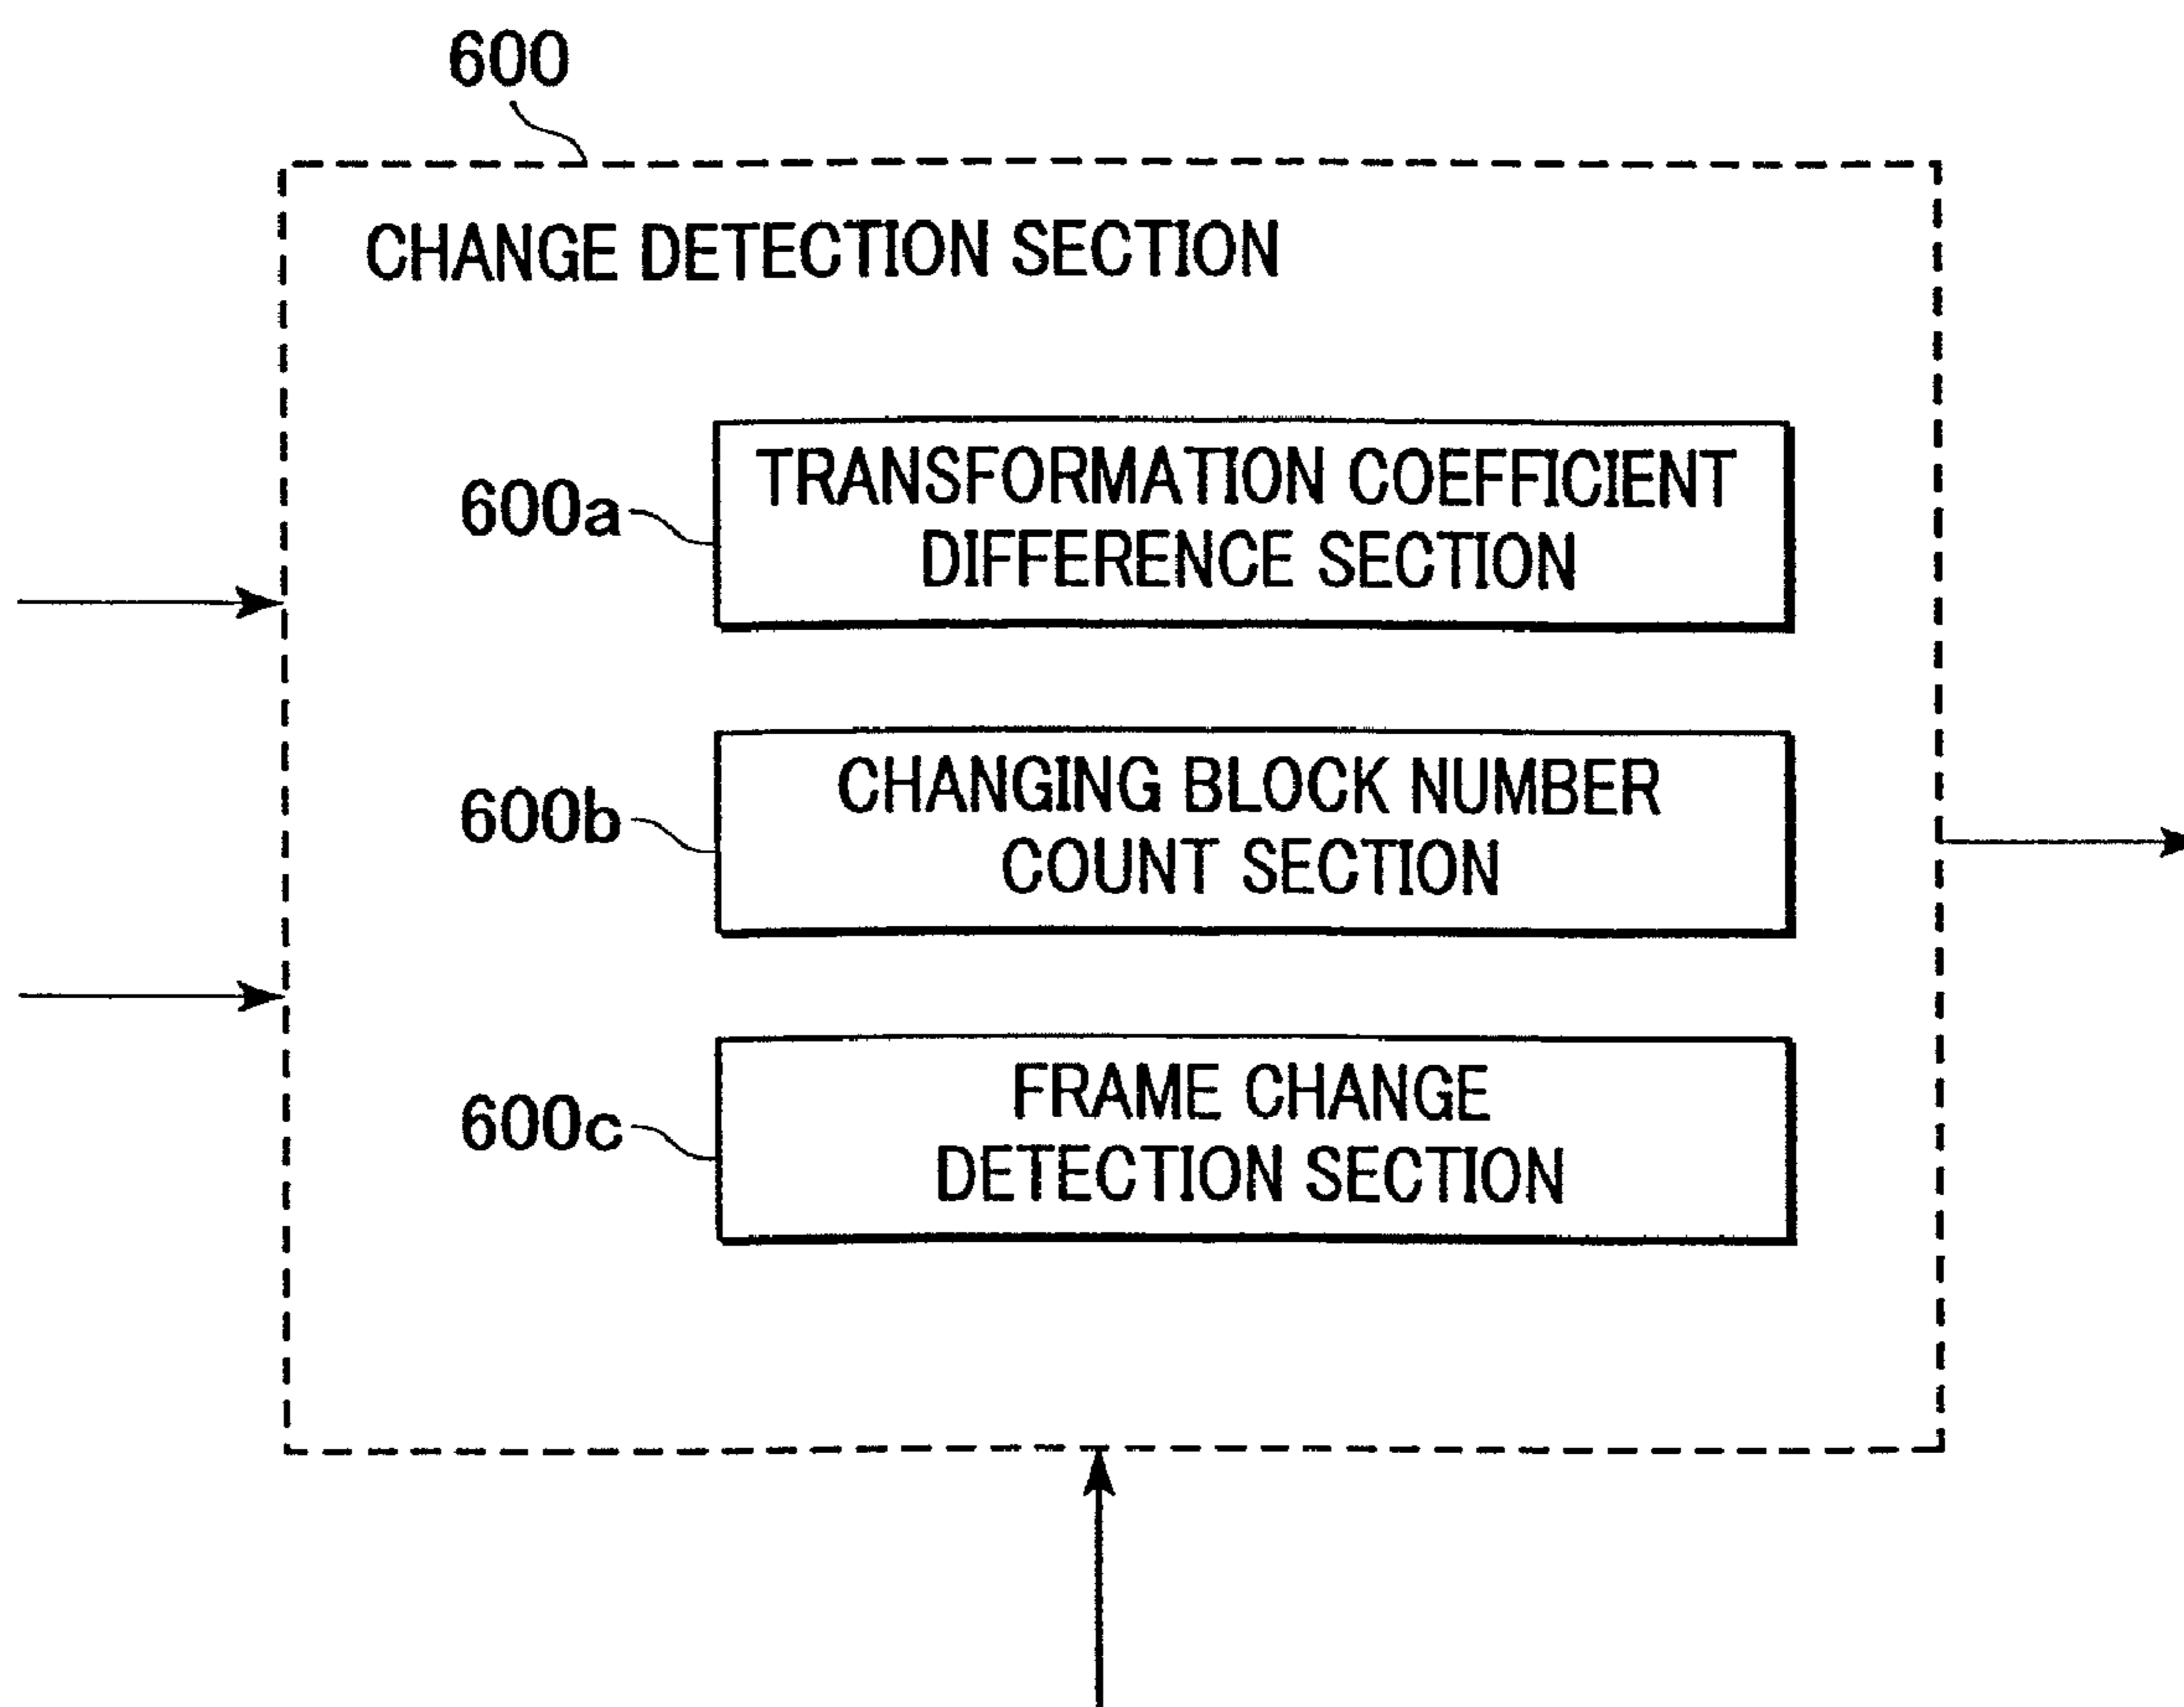 600
CHANGE DETECTION SECTION
600a
TRANSFORMATION COEFFICIENT
DIFFERENCE SECTION
600b
CHANGING BLOCK NUMBER
COUNT SECTION
600c
FRAME CHANGE
DETECTION SECTION